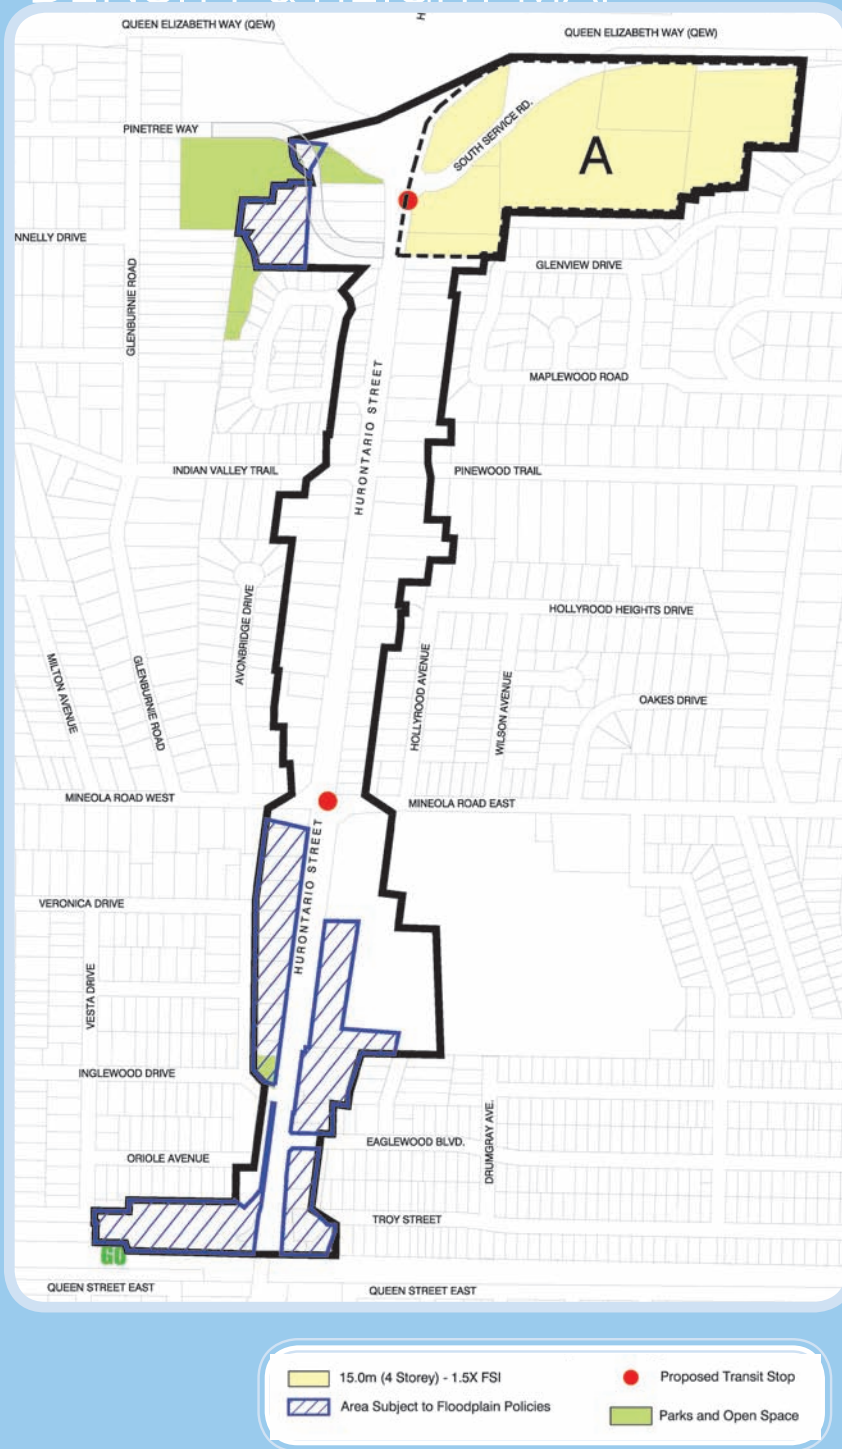 QUEEN ELIZABETH WAY (QEW)
H
QUEEN ELIZABETH WAY (QEW)
PINETREE WAY
SOUTH SERVICE RD.
A
NNELLY DRIVE
GLENBURNIE ROAD
GLENVIEW DRIVE
MAPLEWOOD ROAD
HURONTARIO STREET
INDIAN VALLEY TRAIL
PINEWOOD TRAIL
AVONBRIDGE DRIVE
HOLLYROOD HEIGHTS DRIVE
MILTON AVENUE
GLENBURNIE ROAD
HOLLYROOD AVENUE
WILSON AVENUE
OAKES DRIVE
MINEOLA ROAD WEST
MINEOLA ROAD EAST
HURONTARIO STREET
VERONICA DRIVE
VESTA DRIVE
INGLEWOOD DRIVE
DRUMGRAY AVE.
EAGLEWOOD BLVD.
ORIOLE AVENUE
TROY STREET
GO
QUEEN STREET EAST
QUEEN STREET EAST
15.0m (4 Storey) - 1.5X FSI
Proposed Transit Stop
Area Subject to Floodplain Policies
Parks and Open Space